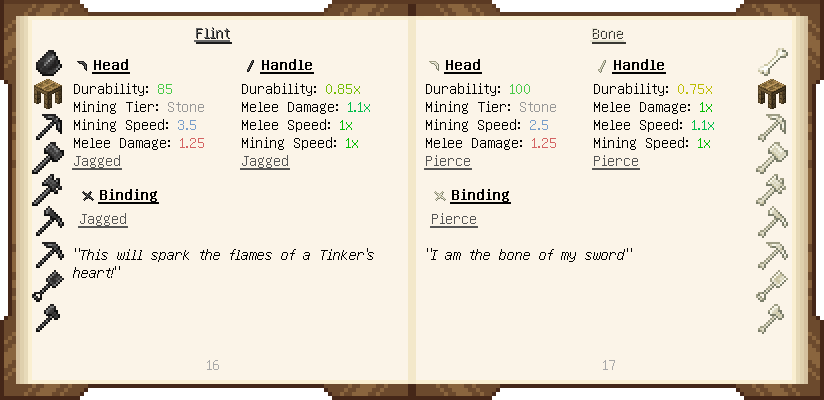 Flint
Head
Durability: 85
Mining Tier: Stone
Mining Speed: 3.5
Melee Damage: 1.25
Jagged
Handle
Durability: 0.85x
Melee Damage: 1.1x
Melee Speed: 1x
Mining Speed: 1x
Jagged
Binding
Jagged
"This will spark the flames of a Tinker's
heart!"
16
Bone
Head
Durability: 100
Mining Tier: Stone
Mining Speed: 2.5
Melee Damage: 1.25
Pierce
Handle
Durability: 0.75x
Melee Damage: 1x
Melee Speed: 1.1x
Mining Speed: 1x
Pierce
Binding
Pierce
"I am the bone of my sword"
17